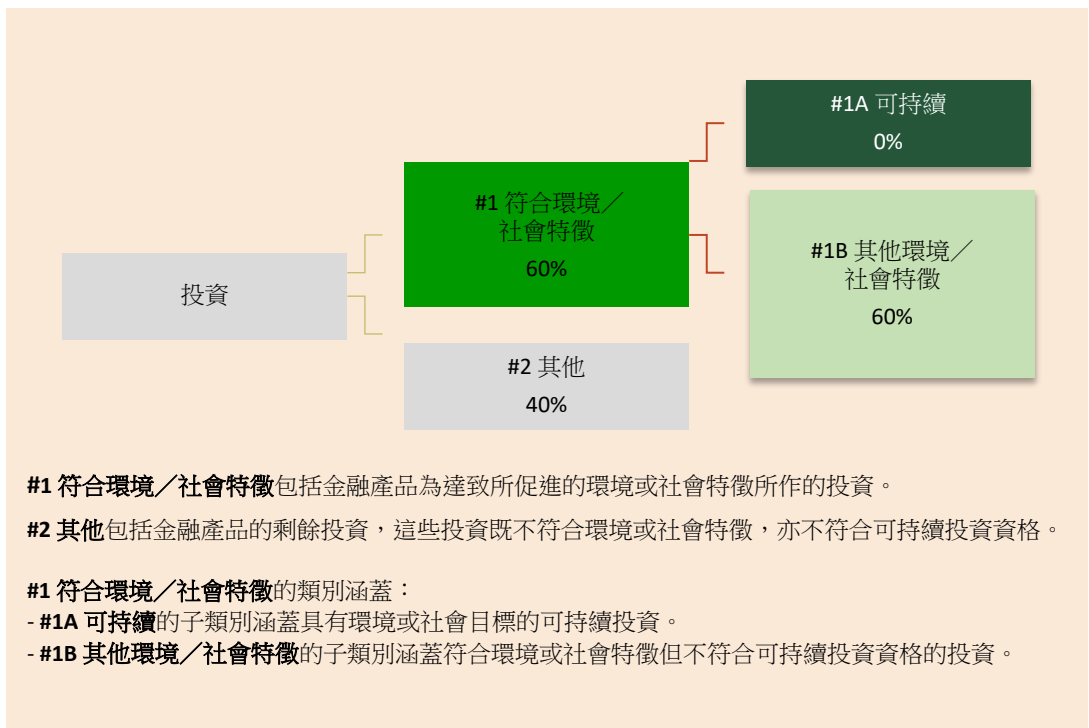 #1A 可持續
0%
#1 符合環境／
社會特徵
60%
#1B 其他環境／
社會特徵
60%
投資
#2 其他
40%
#1 符合環境／社會特徵包括金融產品為達致所促進的環境或社會特徵所作的投資。
#2 其他包括金融產品的剩餘投資，這些投資既不符合環境或社會特徵，亦不符合可持續投資資格。
#1 符合環境／社會特徵的類別涵蓋：
- #1A 可持續的子類別涵蓋具有環境或社會目標的可持續投資。
- #1B 其他環境／社會特徵的子類別涵蓋符合環境或社會特徵但不符合可持續投資資格的投資。